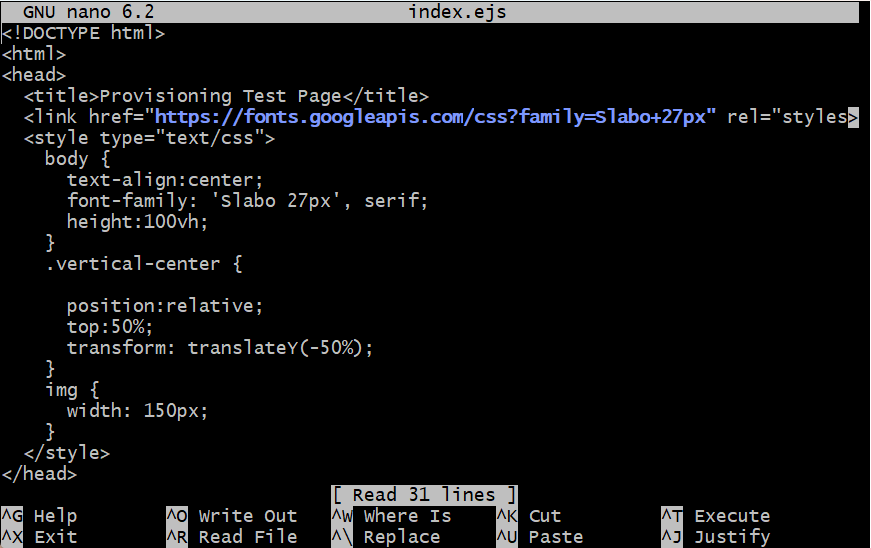 GNU nano 6.2 index.ejs
<!DOCTYPE html>
<html>
<head>
  <title>Provisioning Test Page</title>
  <link href="https://fonts.googleapis.com/css?family=Slabo+27px" rel="styles>
  <style type="text/css">
    body {
      text-align:center;
      font-family: 'Slabo 27px', serif;
      height:100vh;
    }
    .vertical-center {
      position:relative;
      top:50%;
      transform: translateY(-50%);
    }
    img {
      width: 150px;
    }
  </style>
</head>
[ Read 31 lines ]
^G Help ^O Write Out ^W Where Is ^K Cut ^T Execute
^X Exit ^R Read File ^\ Replace ^U Paste ^J Justify